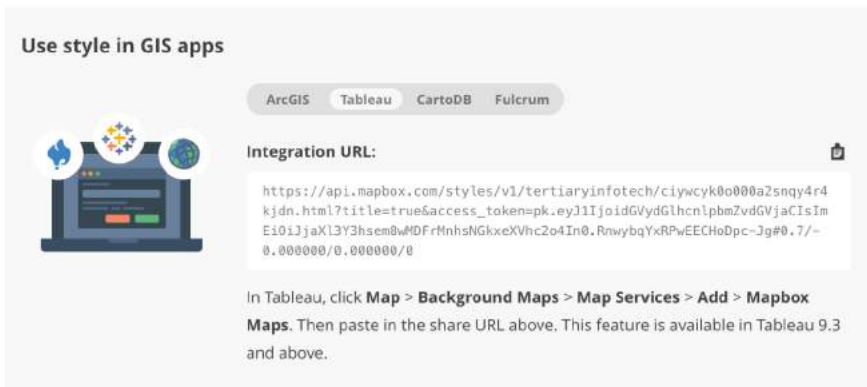 Use style in GIS apps
ArcGIS Tableau CartoDB Fulcrum
Integration URL:
https://api.mapbox.com/styles/v1/tertiaryinfotech/ciywcyk0o000a2snqy4r4
kjdn.html?title=true&access_token=pk.eyJ1IjoidGVydGlhcnlpbmZvdGVjaCIsIm
EiOiJjaXl3Y3hsem8wMDFrMnhsNGkxeXVhc2o4In0.RnwybqYxRPwEECHoDpc-Jg#0.7/-
0.000000/0.000000/0
In Tableau, click Map > Background Maps > Map Services > Add > Mapbox
Maps. Then paste in the share URL above. This feature is available in Tableau 9.3
and above.